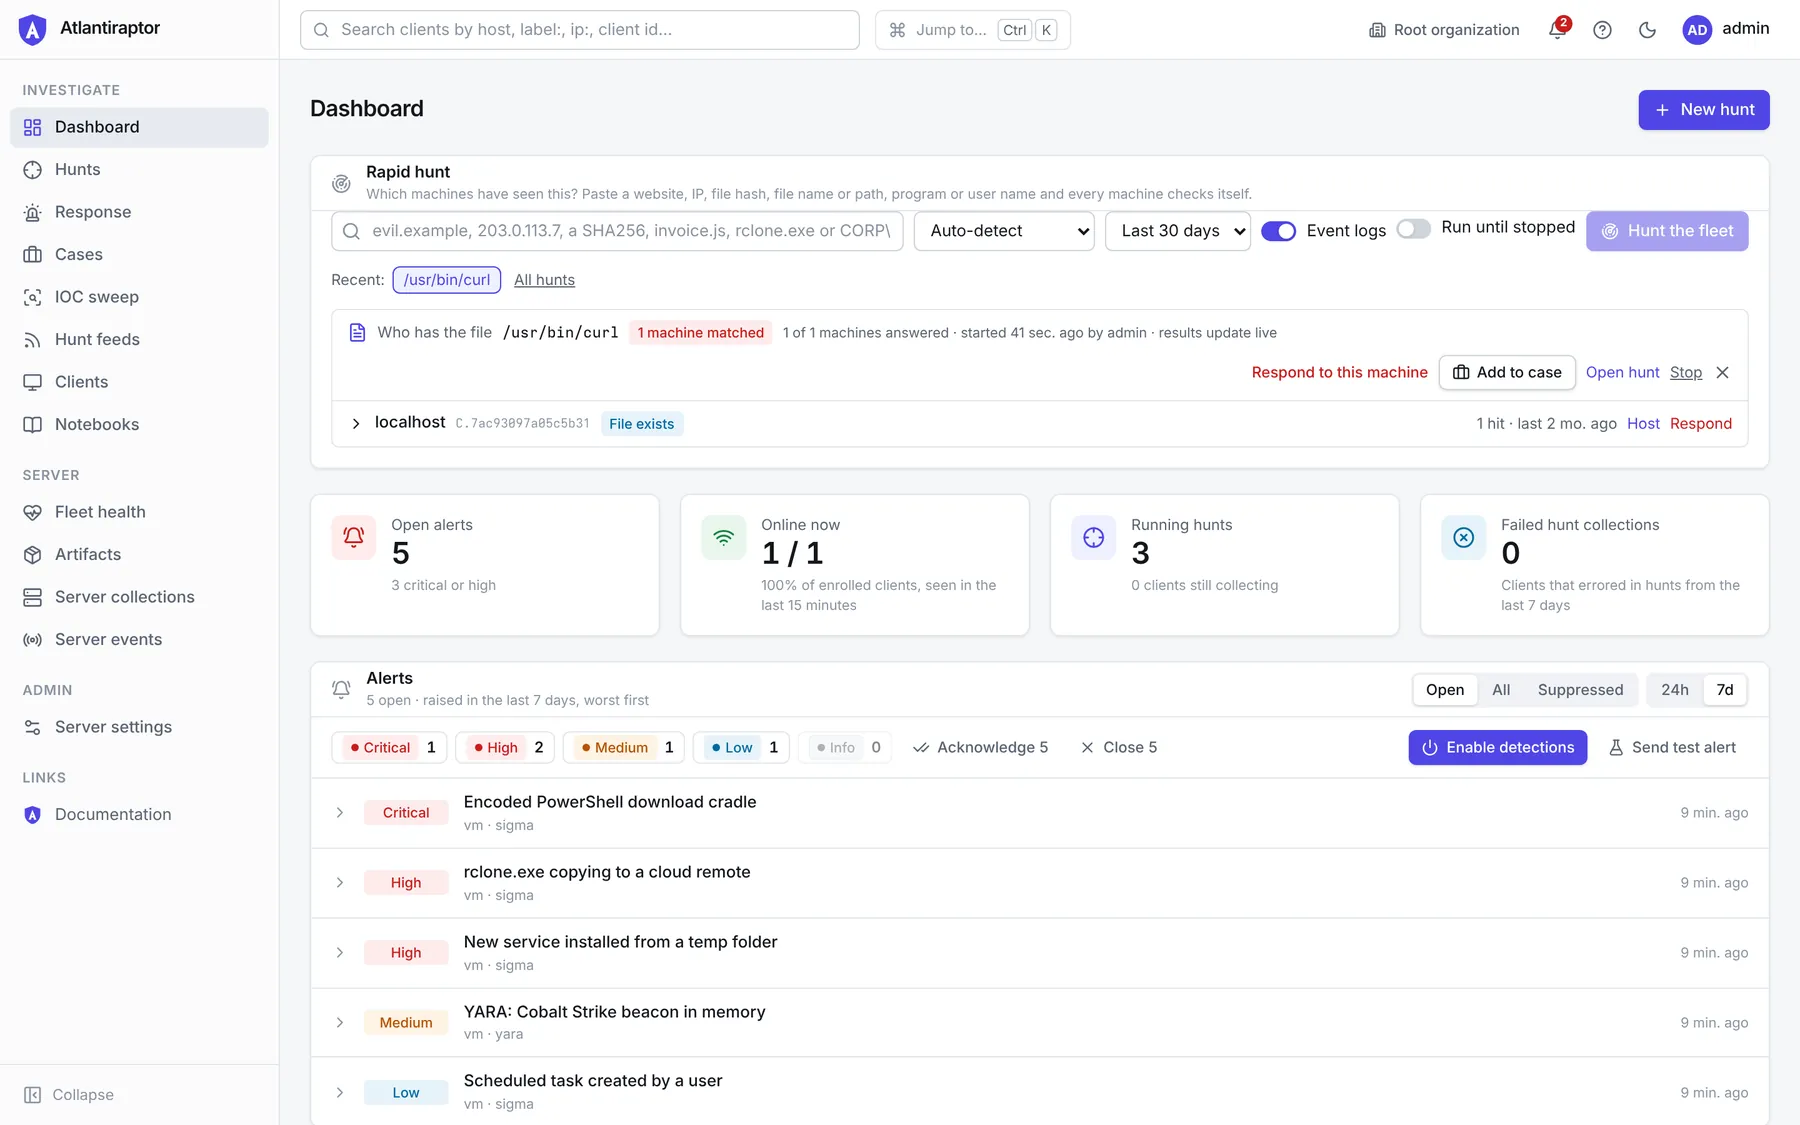 Atlantiraptor
Search clients by host, label:, ip:, client id...
Jump to... Ctrl K
Root organization
2
AD admin
INVESTIGATE
Dashboard
Hunts
Response
Cases
IOC sweep
Hunt feeds
Clients
Notebooks
SERVER
Fleet health
Artifacts
Server collections
Server events
ADMIN
Server settings
LINKS
Documentation
Collapse
Dashboard
New hunt
Rapid hunt
Which machines have seen this? Paste a website, IP, file hash, file name or path, program or user name and every machine checks itself.
evil.example, 203.0.113.7, a SHA256, invoice.js, rclone.exe or CORP\
Auto-detect
Last 30 days
Event logs
Run until stopped
Hunt the fleet
Recent: /usr/bin/curl All hunts
Who has the file /usr/bin/curl 1 machine matched 1 of 1 machines answered · started 41 sec. ago by admin · results update live
Respond to this machine Add to case Open hunt Stop
localhost C.7ac93097a05c5b31 File exists 1 hit · last 2 mo. ago Host Respond
Open alerts
5
3 critical or high
Online now
1 / 1
100% of enrolled clients, seen in the
last 15 minutes
Running hunts
3
0 clients still collecting
Failed hunt collections
0
Clients that errored in hunts from the
last 7 days
Alerts
5 open · raised in the last 7 days, worst first
Open All Suppressed 24h 7d
Critical 1 High 2 Medium 1 Low 1 Info 0 Acknowledge 5 Close 5 Enable detections Send test alert
Critical Encoded PowerShell download cradle 9 min. ago
vm · sigma
High rclone.exe copying to a cloud remote 9 min. ago
vm · sigma
High New service installed from a temp folder 9 min. ago
vm · sigma
Medium YARA: Cobalt Strike beacon in memory 9 min. ago
vm · yara
Low Scheduled task created by a user 9 min. ago
vm · sigma